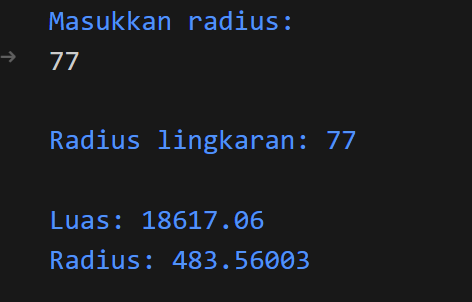 Masukkan radius:
77
Radius lingkaran: 77
Luas: 18617.06
Radius: 483.56003